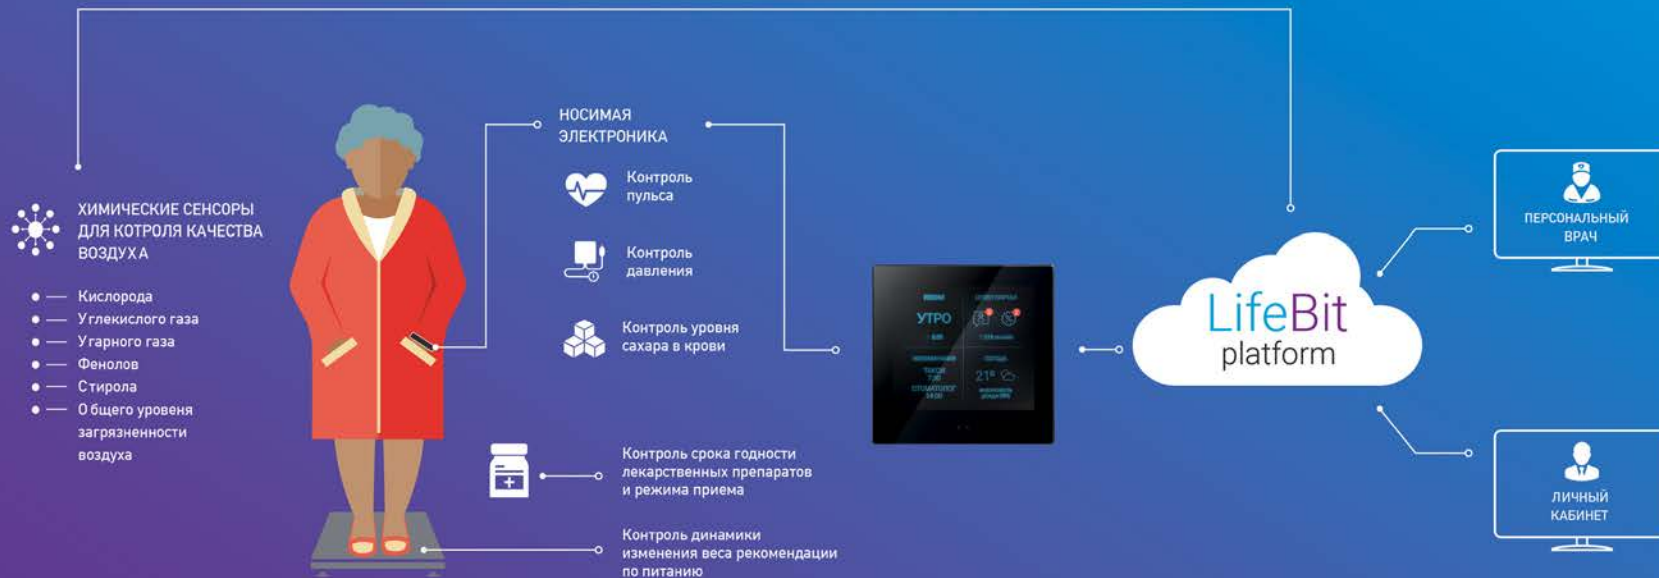 ХИМИЧЕСКИЕ СЕНСОРЫ
ДЛЯ КОТРОЛЯ КАЧЕСТВА
ВОЗДУХА
Кислорода
Углекислого газа
Угарного газа
Фенолов
Стирола
Общего уровеня
загрязненности
воздуха
НОСИМАЯ
ЭЛЕКТРОНИКА
Контроль
пульса
Контроль
давления
Контроль уровня
сахара в крови
Контроль срока годности
лекарственных препаратов
и режима приема
Контроль динамики
изменения веса рекомендации
по питанию
УТРО
21°
LifeBit
platform
ПЕРСОНАЛЬНЫЙ
ВРАЧ
ЛИЧНЫЙ
КАБИНЕТ